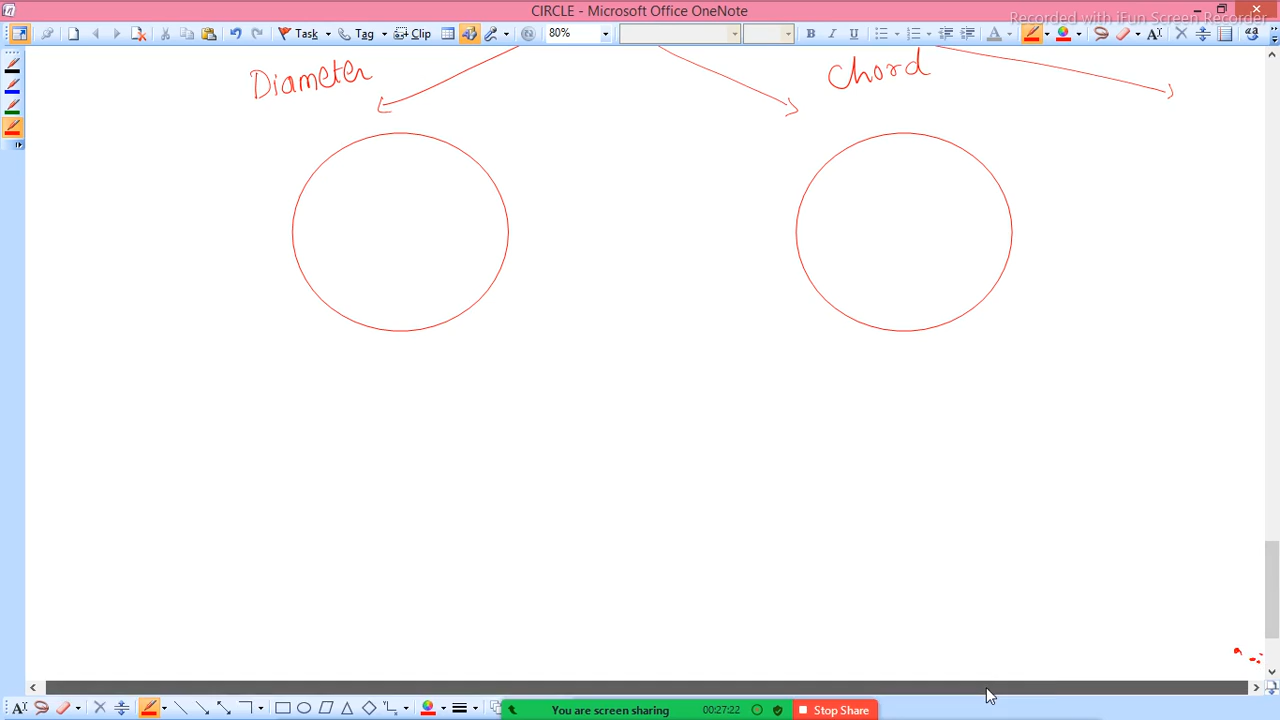 CIRCLE - Microsoft Office OneNote
Recorded with iFun Screen Recorder
Task
Tag
Clip
80%
B I U
Diameter
Chord
You are screen sharing
00:27:22
Stop Share